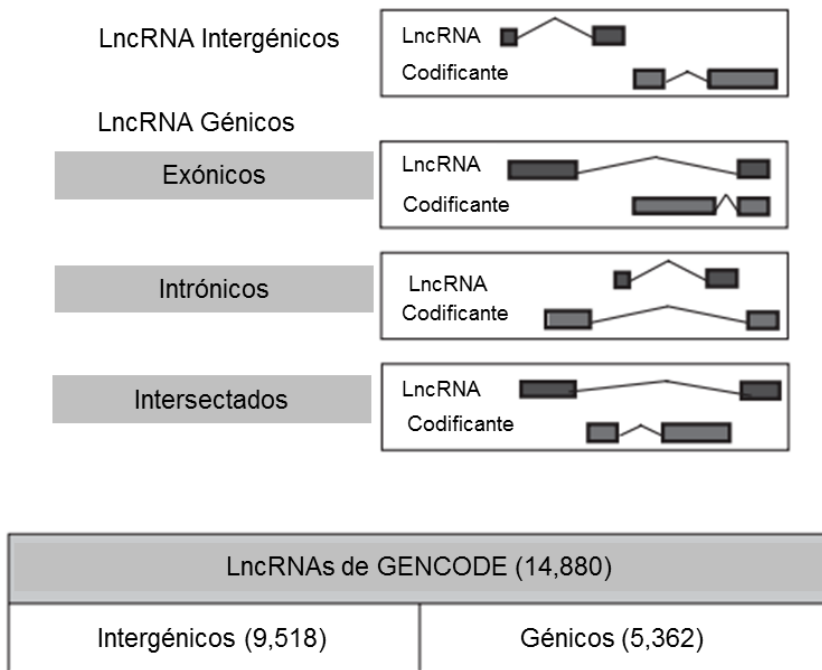 LncRNA Intergénicos
LncRNA
Codificante
LncRNA Génicos
Exónicos
LncRNA
Codificante
Intrónicos
LncRNA
Codificante
Intersectados
LncRNA
Codificante
LncRNAs de GENCODE (14,880)
Intergénicos (9,518)
Génicos (5,362)